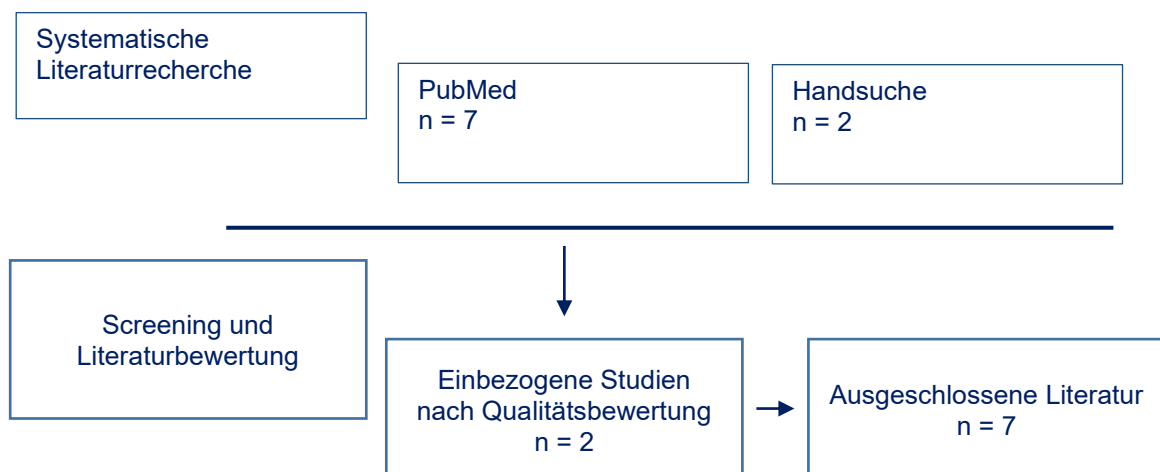 Systematische
Literaturrecherche
PubMed
n = 7
Handsuche
n = 2
Screening und
Literaturbewertung
Einbezogene Studien
nach Qualitätsbewertung
n = 2
Ausgeschlossene Literatur
n = 7